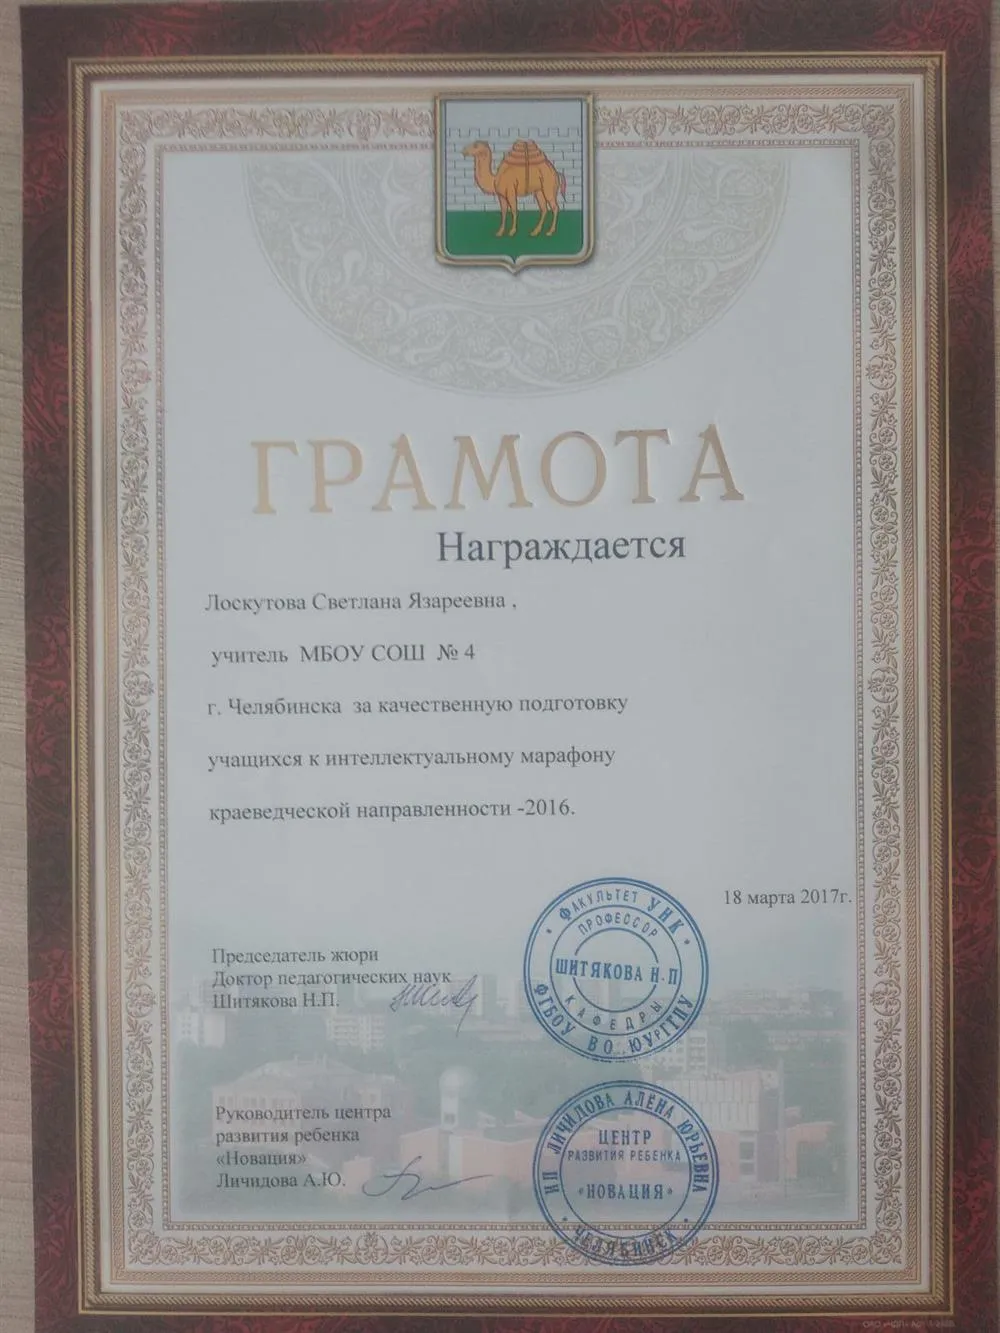 ГРАМОТА
Награждается
Лоскутова Светлана Язареевна ,
учитель МБОУ СОШ № 4
г. Челябинска за качественную подготовку
учащихся к интеллектуальному марафону
краеведческой направленности -2016.
18 марта 2017г.
Председатель жюри
Доктор педагогических наук
Шитякова Н.П.
ФАКУЛЬТЕТ УНК
ПРОФЕССОР
ШИТЯКОВА Н.П
КАФЕДРЫ
ФГБОУ ВО ЮУрГГПУ
Руководитель центра
развития ребенка
«Новация»
Личидова А.Ю.
ИП ЛИЧИДОВА АЛЁНА ЮРЬЕВНА
ЦЕНТР
РАЗВИТИЯ РЕБЕНКА
«НОВАЦИЯ»
ЧЕЛЯБИНСК